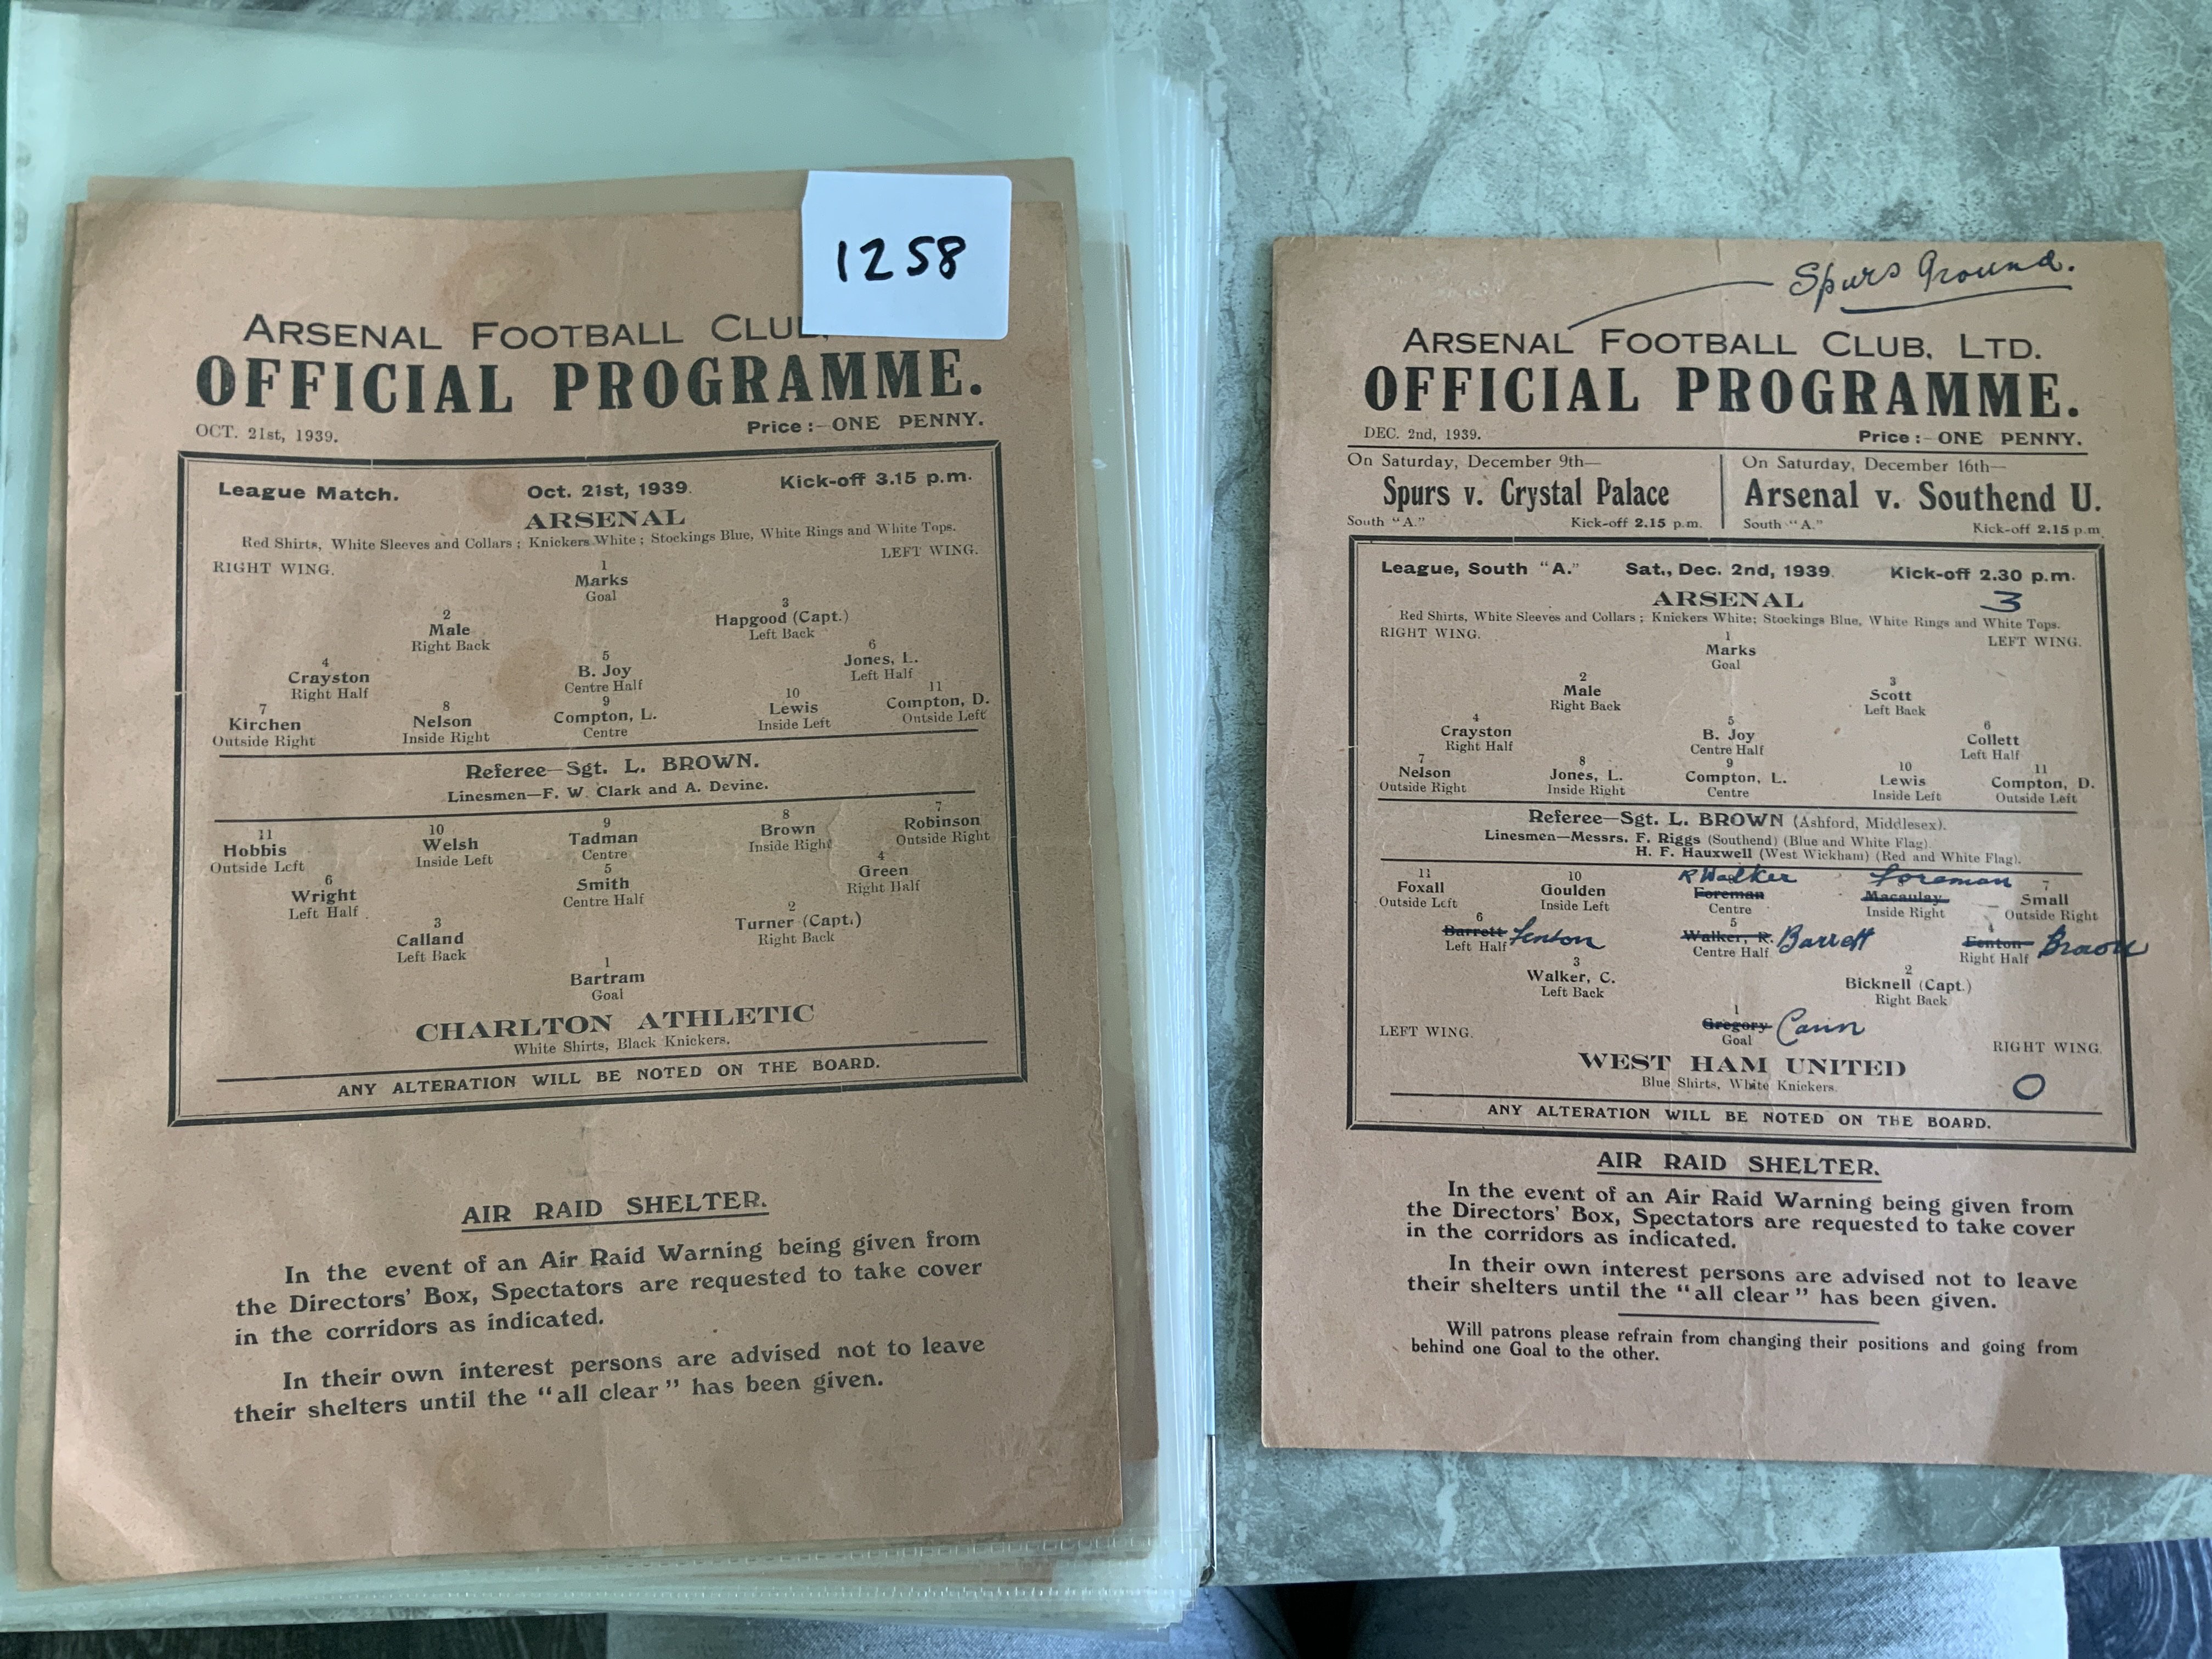 1258
ARSENAL FOOTBALL CLUB,
OFFICIAL PROGRAMME.
OCT. 21st, 1939. Price :- ONE PENNY.
League Match. Oct. 21st, 1939. Kick-off 3.15 p.m.
ARSENAL
Red Shirts, White Sleeves and Collars ; Knickers White ; Stockings Blue, White Rings and White Tops.
RIGHT WING. LEFT WING.
1
Marks
Goal
2 3
Male Hapgood (Capt.)
Right Back Left Back
4 5 6
Crayston B. Joy Jones, L.
Right Half Centre Half Left Half
7 8 9 10 11
Kirchen Nelson Compton, L. Lewis Compton, D.
Outside Right Inside Right Centre Inside Left Outside Left
Referee—Sgt. L. BROWN.
Linesmen—F. W. Clark and A. Devine.
11 10 9 8 7
Hobbis Welsh Tadman Brown Robinson
Outside Left Inside Left Centre Inside Right Outside Right
6 5 4
Wright Smith Green
Left Half Centre Half Right Half
3 2
Calland Turner (Capt.)
Left Back Right Back
1
Bartram
Goal
CHARLTON ATHLETIC
White Shirts, Black Knickers.
ANY ALTERATION WILL BE NOTED ON THE BOARD.
AIR RAID SHELTER.
In the event of an Air Raid Warning being given from
the Directors' Box, Spectators are requested to take cover
in the corridors as indicated.
In their own interest persons are advised not to leave
their shelters until the "all clear" has been given.
Spurs Ground.
ARSENAL FOOTBALL CLUB, LTD.
OFFICIAL PROGRAMME.
DEC. 2nd, 1939. Price :- ONE PENNY.
On Saturday, December 9th— On Saturday, December 16th—
Spurs v. Crystal Palace Arsenal v. Southend U.
South "A." Kick-off 2.15 p.m. South "A." Kick-off 2.15 p.m.
League, South "A." Sat., Dec. 2nd, 1939. Kick-off 2.30 p.m.
ARSENAL 3
Red Shirts, White Sleeves and Collars ; Knickers White; Stockings Blue, White Rings and White Tops.
RIGHT WING. LEFT WING.
1
Marks
Goal
2 3
Male Scott
Right Back Left Back
4 5 6
Crayston B. Joy Collett
Right Half Centre Half Left Half
7 8 9 10 11
Nelson Jones, L. Compton, L. Lewis Compton, D.
Outside Right Inside Right Centre Inside Left Outside Left
Referee—Sgt. L. BROWN (Ashford, Middlesex).
Linesmen—Messrs. F. Riggs (Southend) (Blue and White Flag).
H. F. Hauxwell (West Wickham) (Red and White Flag).
11 10 R Walker Foreman 7
Foxall Goulden Foreman Macaulay Small
Outside Left Inside Left Centre Inside Right Outside Right
6 5 4
Barrett Fenton Walker, R. Barrett Fenton Brown
Left Half Centre Half Right Half
3 2
Walker, C. Bicknell (Capt.)
Left Back Right Back
1
Gregory Conn
Goal
LEFT WING. RIGHT WING.
WEST HAM UNITED
Blue Shirts, White Knickers. 0
ANY ALTERATION WILL BE NOTED ON THE BOARD.
AIR RAID SHELTER.
In the event of an Air Raid Warning being given from
the Directors' Box, Spectators are requested to take cover
in the corridors as indicated.
In their own interest persons are advised not to leave
their shelters until the "all clear" has been given.
Will patrons please refrain from changing their positions and going from
behind one Goal to the other.